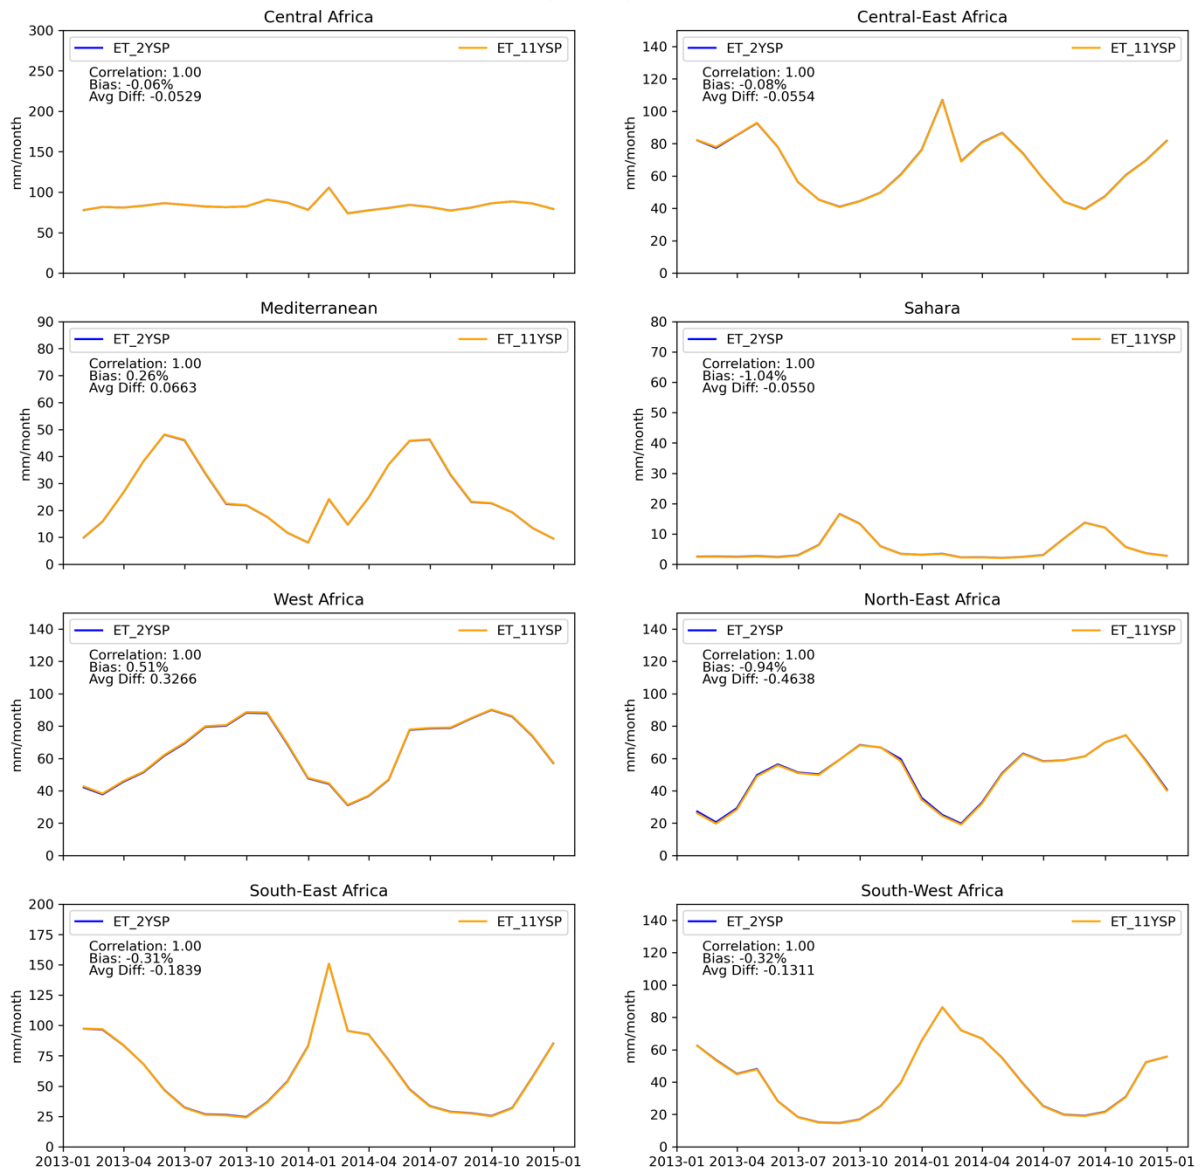 Central Africa
ET_2YSP ET_11YSP
Correlation: 1.00
Bias: -0.06%
Avg Diff: -0.0529
mm/month
300
250
200
150
100
50
0
Central-East Africa
ET_2YSP ET_11YSP
Correlation: 1.00
Bias: -0.08%
Avg Diff: -0.0554
mm/month
140
120
100
80
60
40
20
0
Mediterranean
ET_2YSP ET_11YSP
Correlation: 1.00
Bias: 0.26%
Avg Diff: 0.0663
mm/month
90
80
70
60
50
40
30
20
10
0
Sahara
ET_2YSP ET_11YSP
Correlation: 1.00
Bias: -1.04%
Avg Diff: -0.0550
mm/month
80
70
60
50
40
30
20
10
0
West Africa
ET_2YSP ET_11YSP
Correlation: 1.00
Bias: 0.51%
Avg Diff: 0.3266
mm/month
140
120
100
80
60
40
20
0
North-East Africa
ET_2YSP ET_11YSP
Correlation: 1.00
Bias: -0.94%
Avg Diff: -0.4638
mm/month
140
120
100
80
60
40
20
0
South-East Africa
ET_2YSP ET_11YSP
Correlation: 1.00
Bias: -0.31%
Avg Diff: -0.1839
mm/month
200
175
150
125
100
75
50
25
0
2013-01 2013-04 2013-07 2013-10 2014-01 2014-04 2014-07 2014-10 2015-01
South-West Africa
ET_2YSP ET_11YSP
Correlation: 1.00
Bias: -0.32%
Avg Diff: -0.1311
mm/month
140
120
100
80
60
40
20
0
2013-01 2013-04 2013-07 2013-10 2014-01 2014-04 2014-07 2014-10 2015-01